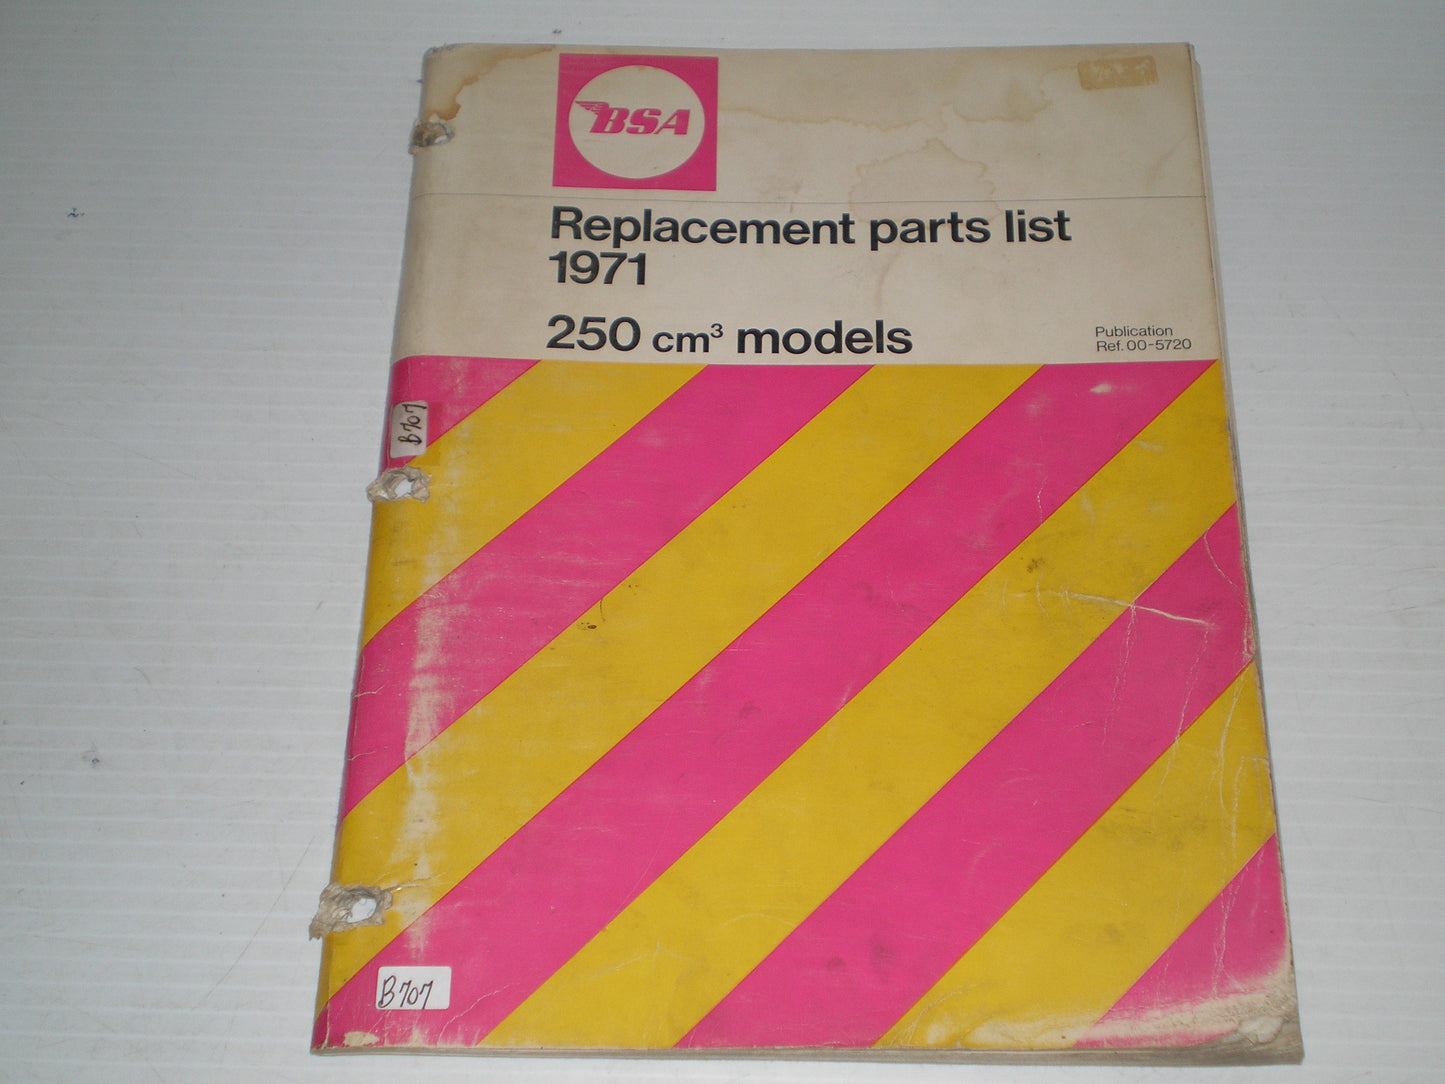 BSA
Replacement parts list
1971
250 cm³ models
Publication
Ref. 00-5720
B707
B707